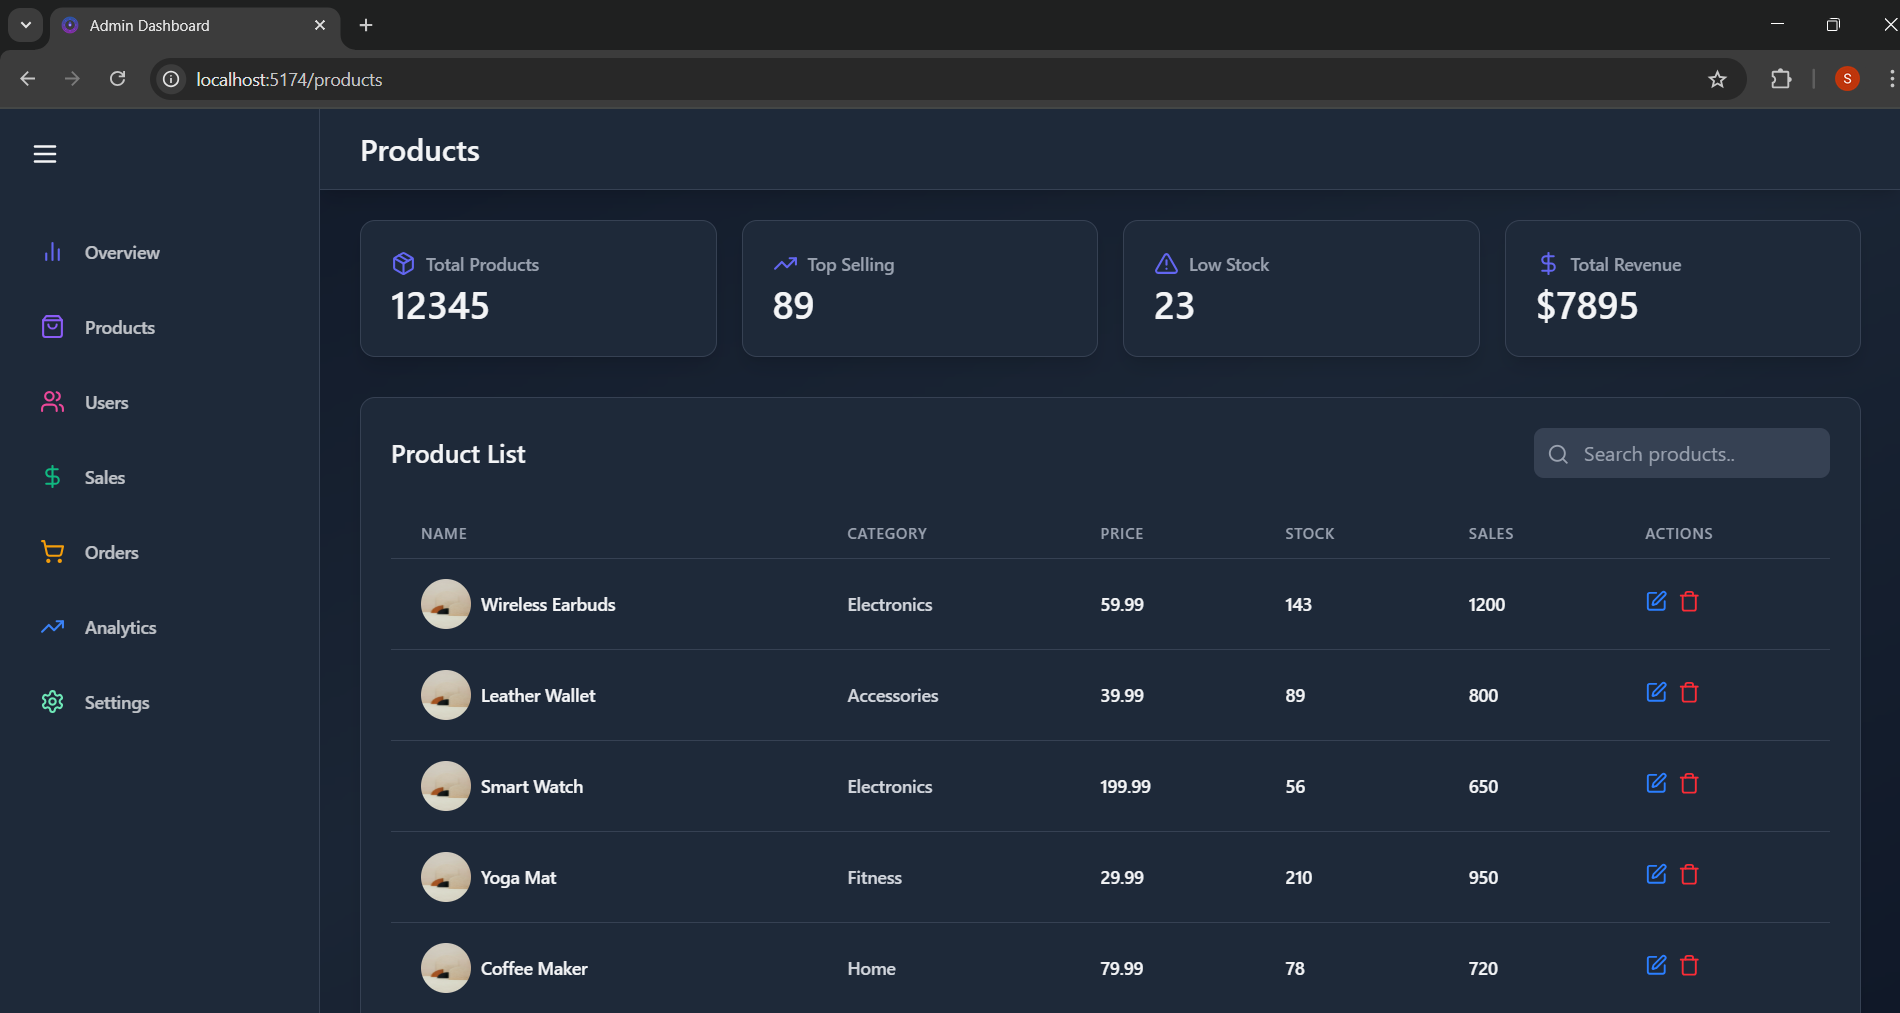 Admin Dashboard
localhost:5174/products
S
Products
Overview
Products
Users
Sales
Orders
Analytics
Settings
Total Products
12345
Top Selling
89
Low Stock
23
Total Revenue
$7895
Product List
Search products..
NAME CATEGORY PRICE STOCK SALES ACTIONS
Wireless Earbuds Electronics 59.99 143 1200
Leather Wallet Accessories 39.99 89 800
Smart Watch Electronics 199.99 56 650
Yoga Mat Fitness 29.99 210 950
Coffee Maker Home 79.99 78 720